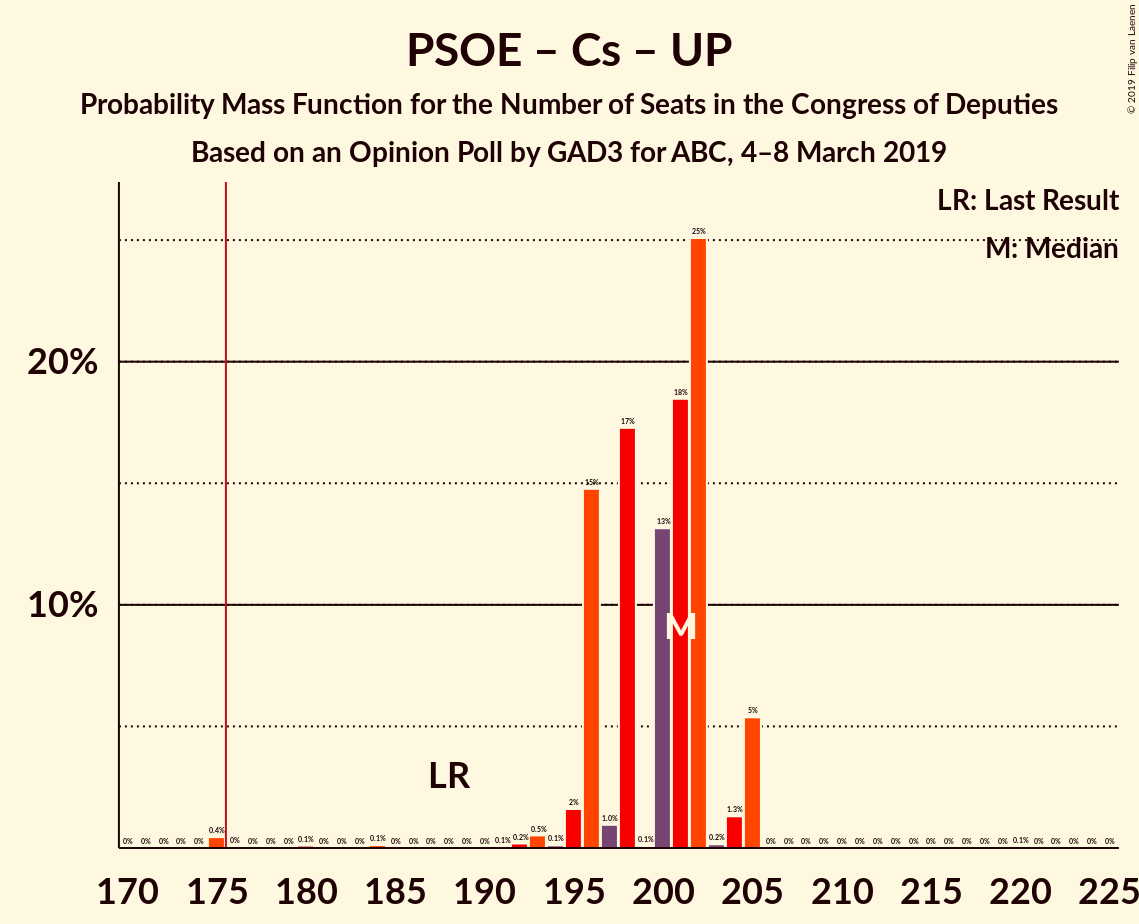 PSOE – Cs – UP
Probability Mass Function for the Number of Seats in the Congress of Deputies
Based on an Opinion Poll by GAD3 for ABC, 4–8 March 2019
© 2019 Filip van Laenen
LR: Last Result
M: Median
20%
10%
0% 0% 0% 0% 0% 0.4% 0% 0% 0% 0% 0.1% 0% 0% 0% 0.1% 0% 0% 0% 0% 0% 0% 0.1% 0.2% 0.5% 0.1% 2% 15% 1.0% 17% 0.1% 13% 18% 25% 0.2% 1.3% 5% 0% 0% 0% 0% 0% 0% 0% 0% 0% 0% 0% 0% 0% 0% 0.1% 0% 0% 0% 0% 0%
LR
M
170 175 180 185 190 195 200 205 210 215 220 225